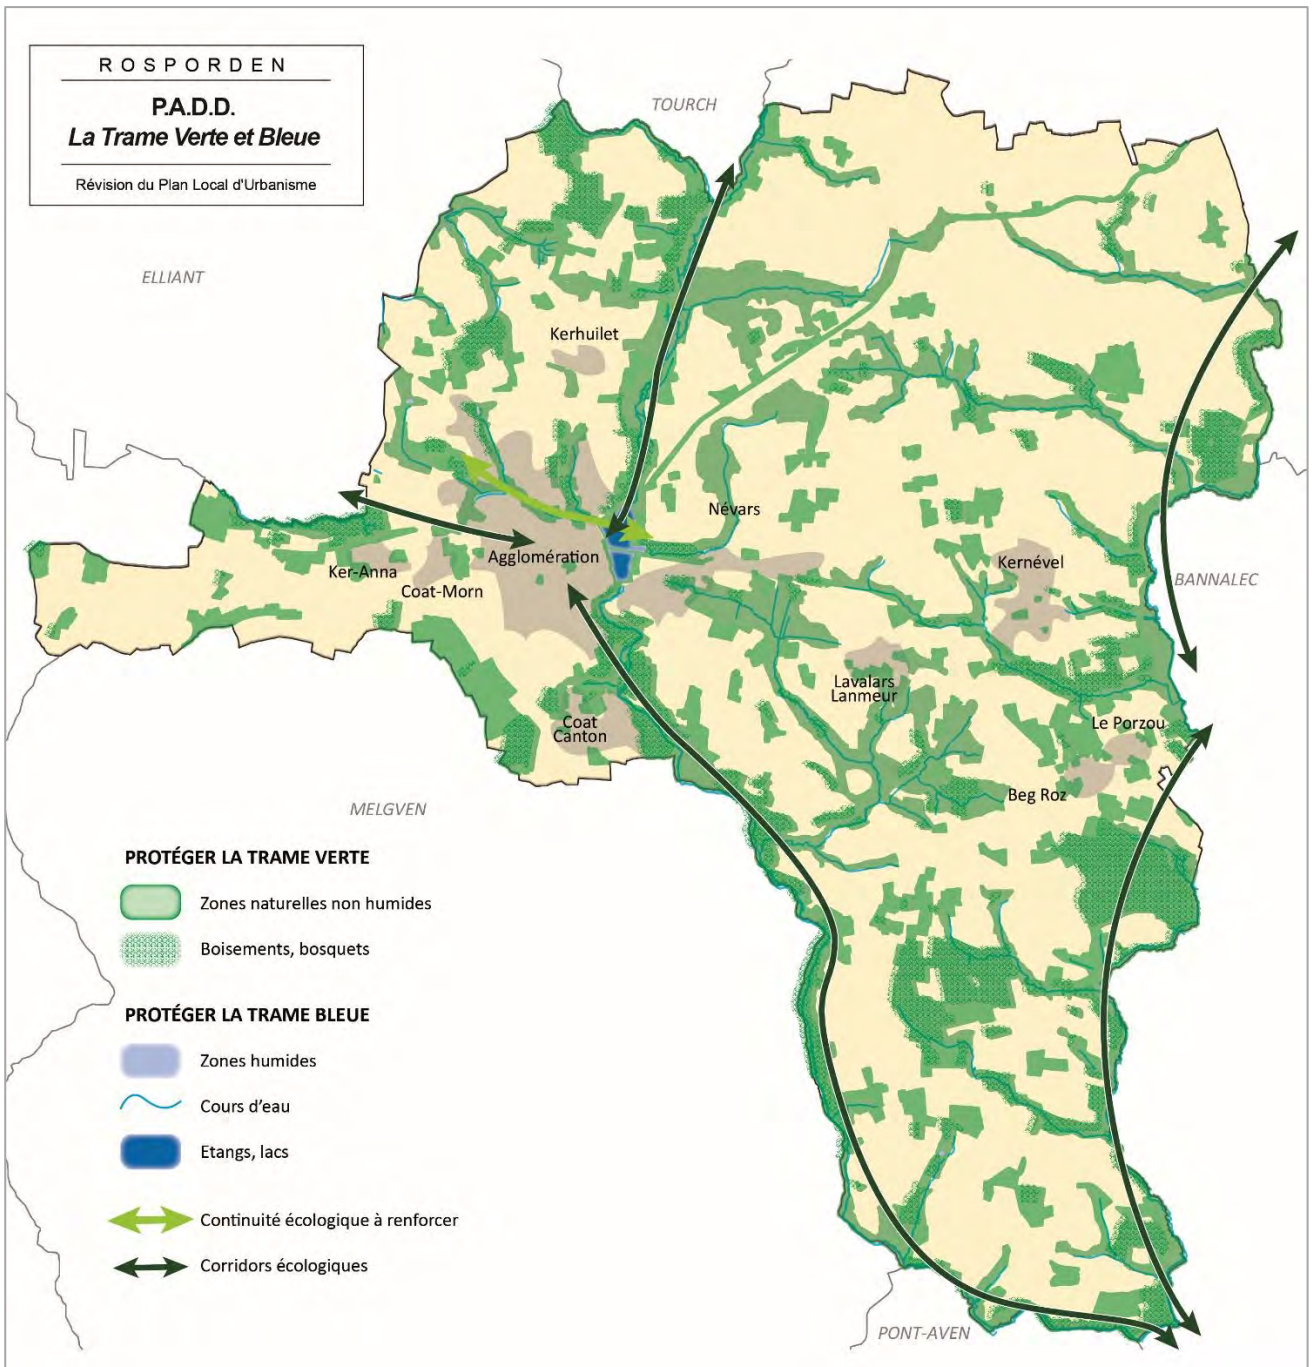 ROSPORDEN
P.A.D.D.
La Trame Verte et Bleue
Révision du Plan Local d'Urbanisme
TOURCH
ELLIANT
Kerhuilet
Névars
Agglomération
Kernével
Ker-Anna
BANNALEC
Coat-Morn
Lavalars
Lanmeur
Coat
Canton
Le Porzou
Beg Roz
MELGVEN
PROTÉGER LA TRAME VERTE
Zones naturelles non humides
Boisements, bosquets
PROTÉGER LA TRAME BLEUE
Zones humides
Cours d'eau
Etangs, lacs
Continuité écologique à renforcer
Corridors écologiques
PONT-AVEN